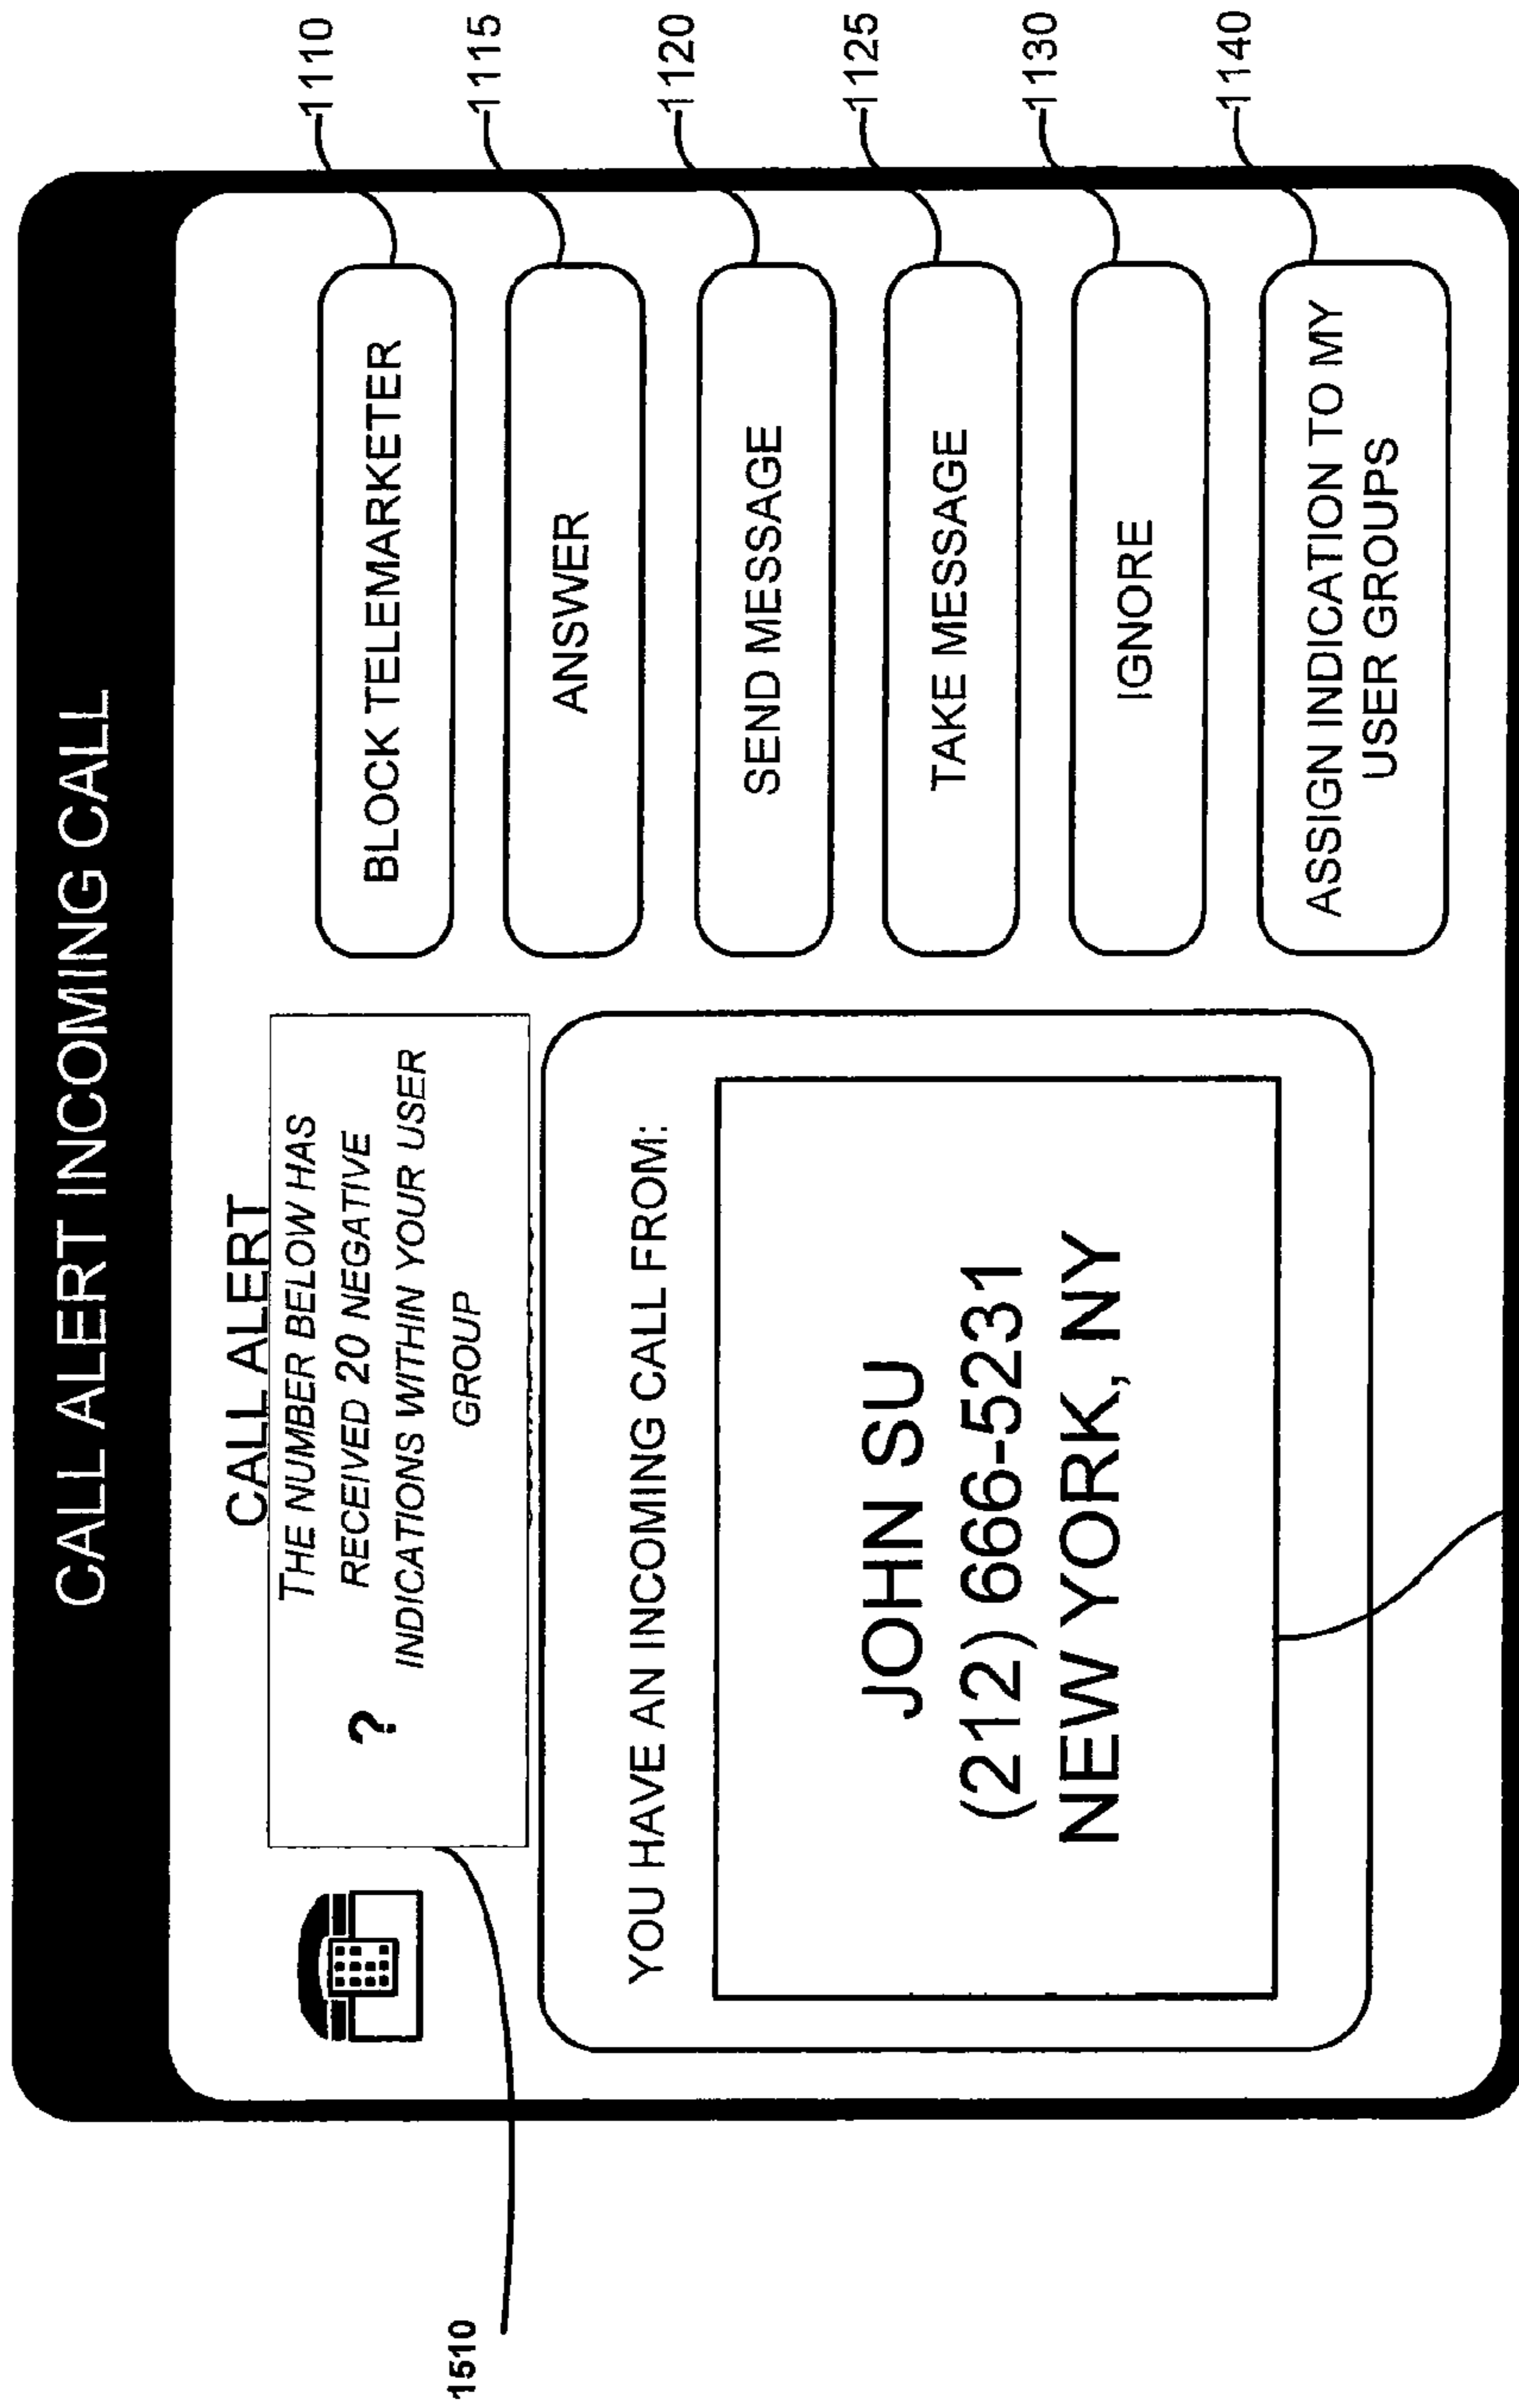 CALL ALERT INCOMING CALL
CALL ALERT
?
THE NUMBER BELOW HAS
RECEIVED 20 NEGATIVE
INDICATIONS WITHIN YOUR USER
GROUP
1510
YOU HAVE AN INCOMING CALL FROM:
JOHN SU
(212) 666-5231
NEW YORK, NY
BLOCK TELEMARKETER
1110
ANSWER
1115
SEND MESSAGE
1120
TAKE MESSAGE
1125
IGNORE
1130
ASSIGN INDICATION TO MY
USER GROUPS
1140